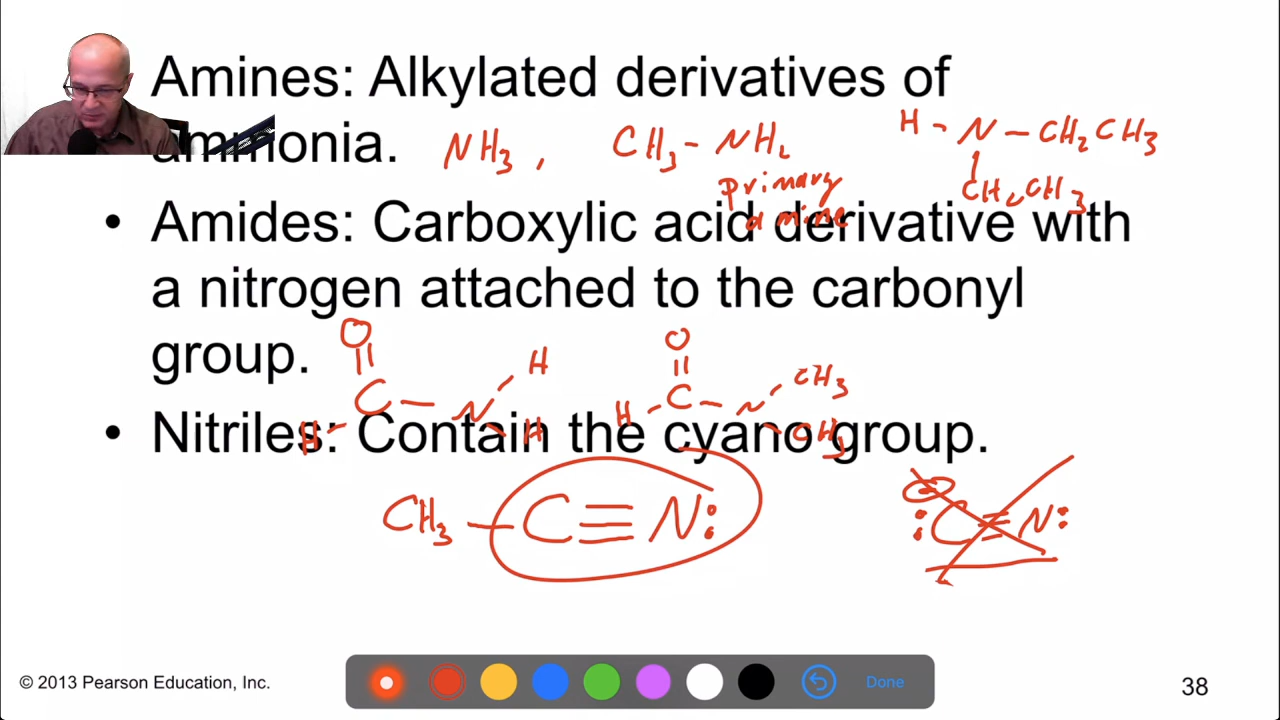 Amines: Alkylated derivatives of
ammonia. NH3, CH3-NH2 H-N-CH2CH3
CH2CH3
primary
amine
• Amides: Carboxylic acid derivative with
a nitrogen attached to the carbonyl
group.
O H O CH3
C-N H C-N
H H CH3
• Nitriles: Contain the cyano group.
CH3-C≡N: :C≡N:
© 2013 Pearson Education, Inc.
Done
38